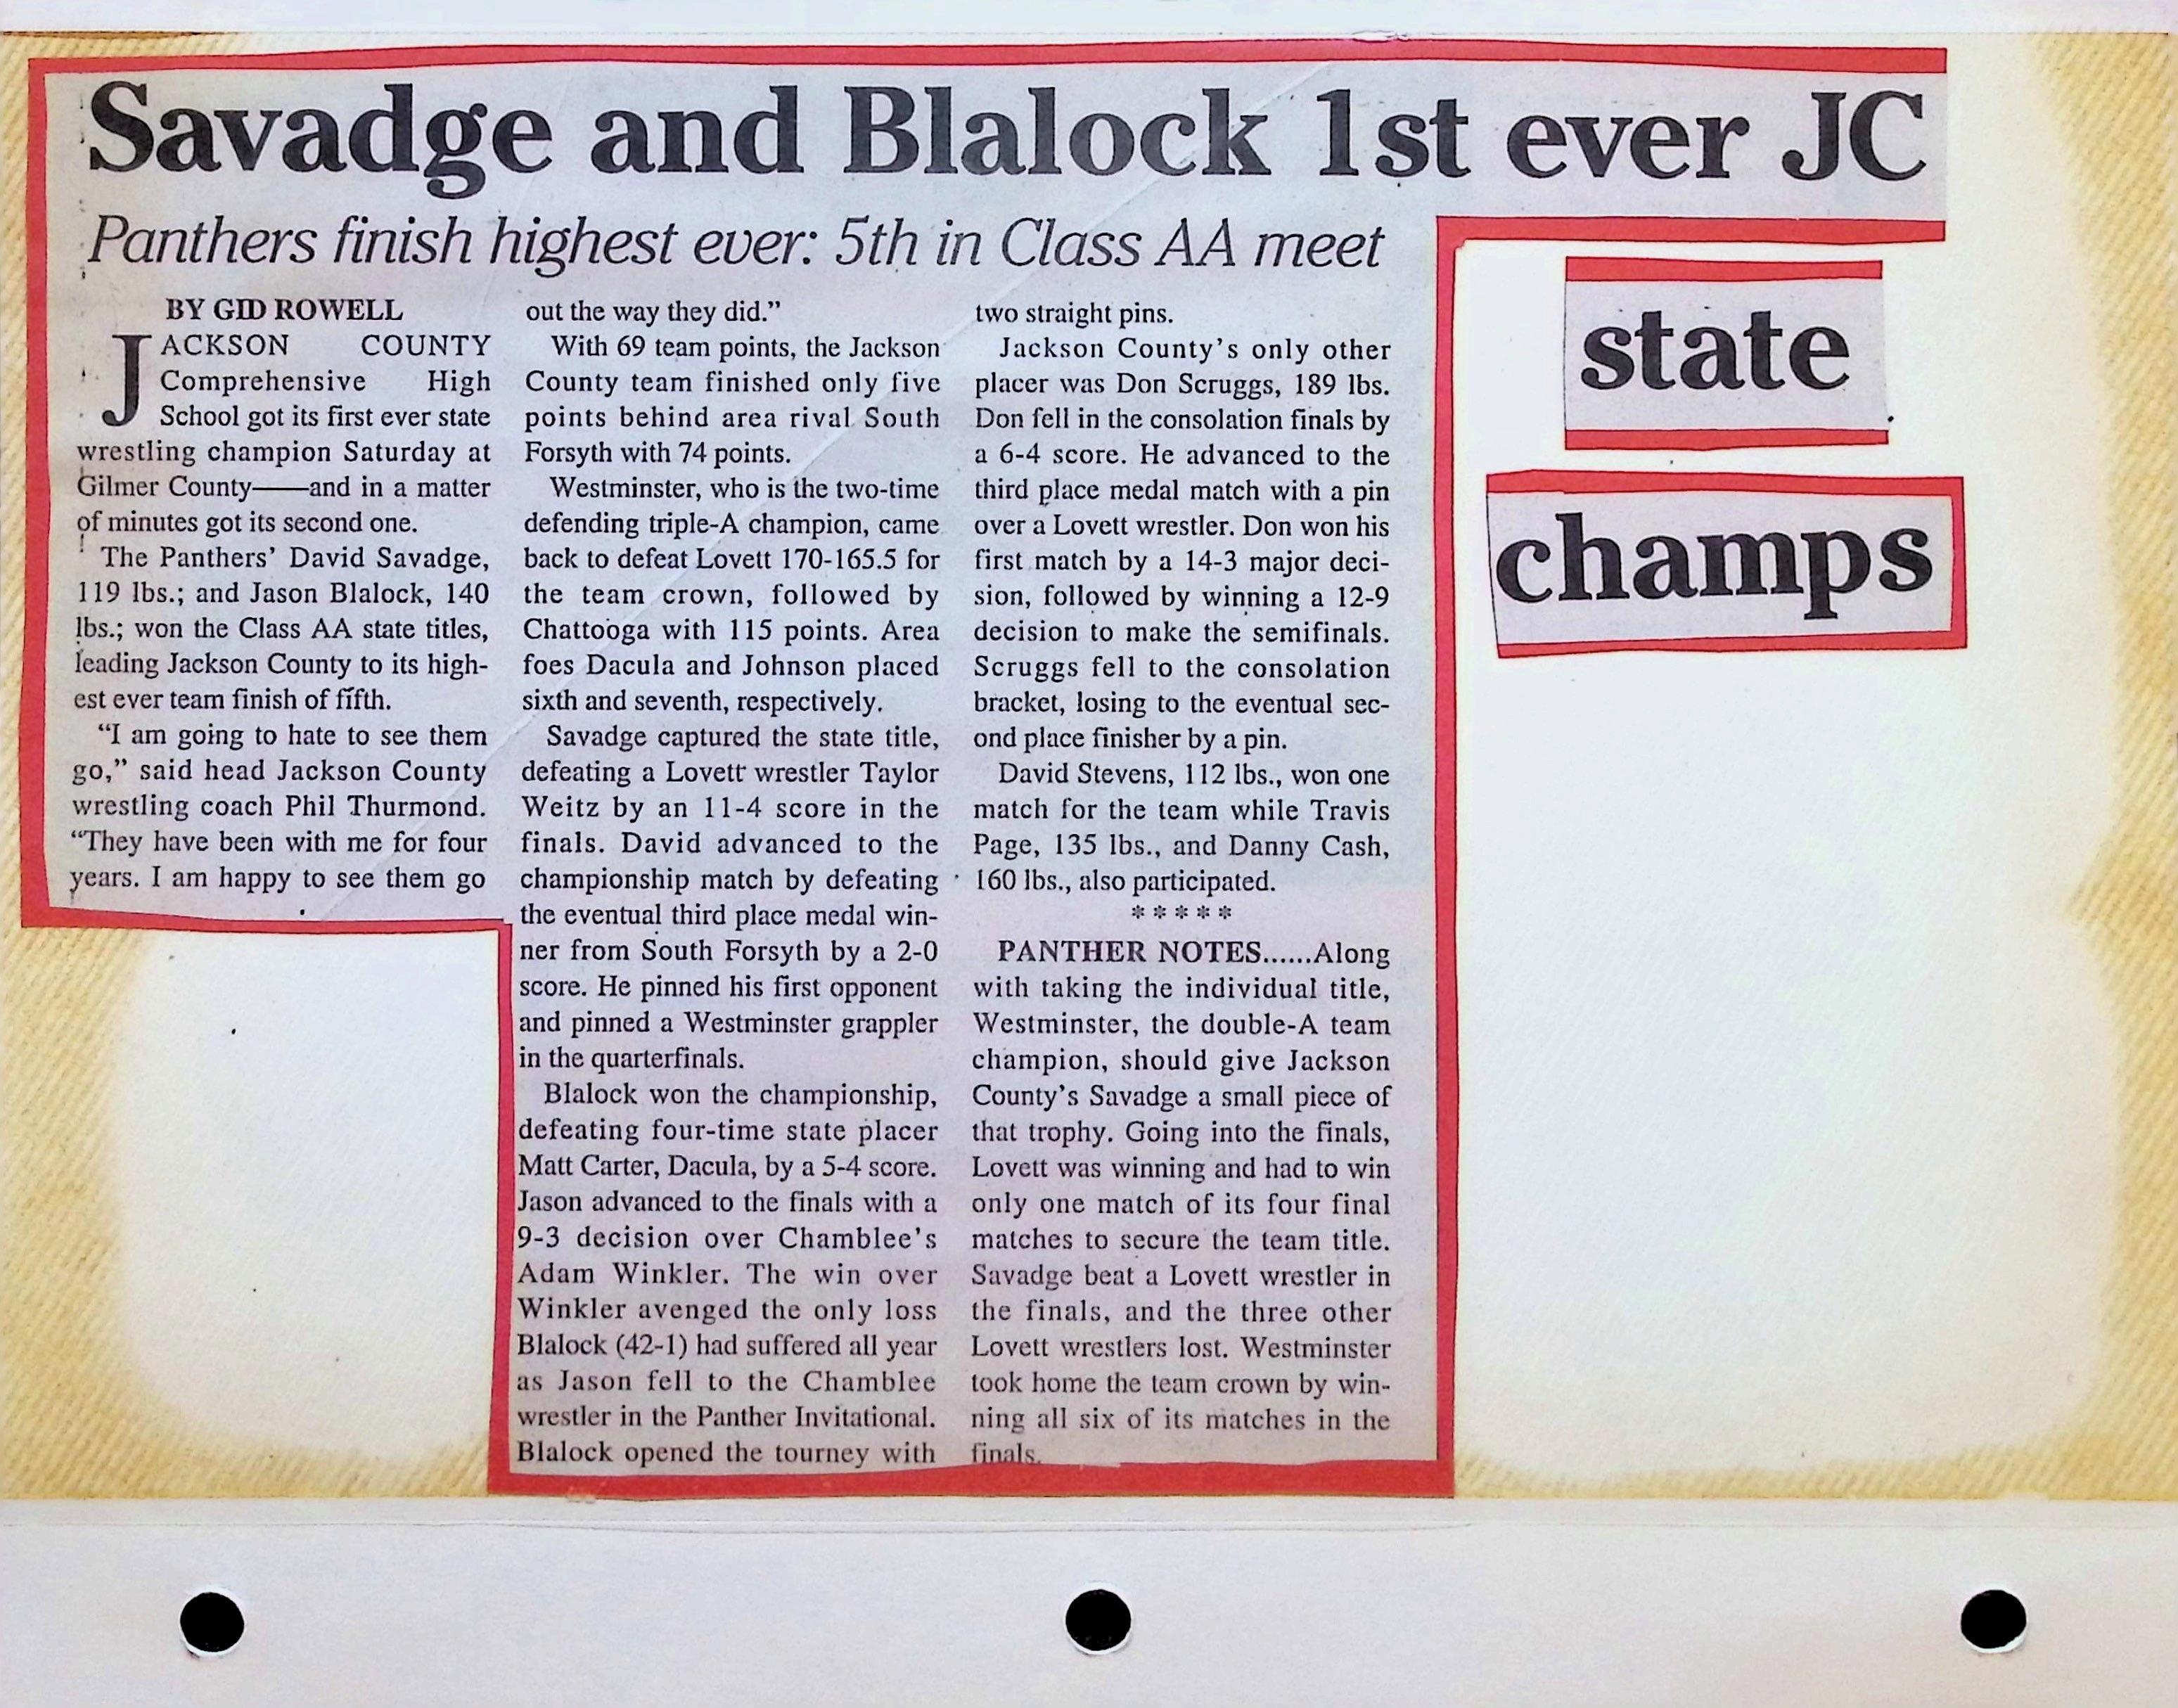 Savadge and Blalock 1st ever JC
state
champs
Panthers finish highest ever: 5th in Class AA meet
BY GID ROWELL
JACKSON COUNTY
Comprehensive High
School got its first ever state
wrestling champion Saturday at
Gilmer County——and in a matter
of minutes got its second one.
The Panthers' David Savadge,
119 lbs.; and Jason Blalock, 140
lbs.; won the Class AA state titles,
leading Jackson County to its high-
est ever team finish of fifth.
“I am going to hate to see them
go,” said head Jackson County
wrestling coach Phil Thurmond.
“They have been with me for four
years. I am happy to see them go
out the way they did.”
With 69 team points, the Jackson
County team finished only five
points behind area rival South
Forsyth with 74 points.
Westminster, who is the two-time
defending triple-A champion, came
back to defeat Lovett 170-165.5 for
the team crown, followed by
Chattooga with 115 points. Area
foes Dacula and Johnson placed
sixth and seventh, respectively.
Savadge captured the state title,
defeating a Lovett wrestler Taylor
Weitz by an 11-4 score in the
finals. David advanced to the
championship match by defeating
the eventual third place medal win-
ner from South Forsyth by a 2-0
score. He pinned his first opponent
and pinned a Westminster grappler
in the quarterfinals.
Blalock won the championship,
defeating four-time state placer
Matt Carter, Dacula, by a 5-4 score.
Jason advanced to the finals with a
9-3 decision over Chamblee's
Adam Winkler. The win over
Winkler avenged the only loss
Blalock (42-1) had suffered all year
as Jason fell to the Chamblee
wrestler in the Panther Invitational.
Blalock opened the tourney with
two straight pins.
Jackson County's only other
placer was Don Scruggs, 189 lbs.
Don fell in the consolation finals by
a 6-4 score. He advanced to the
third place medal match with a pin
over a Lovett wrestler. Don won his
first match by a 14-3 major deci-
sion, followed by winning a 12-9
decision to make the semifinals.
Scruggs fell to the consolation
bracket, losing to the eventual sec-
ond place finisher by a pin.
David Stevens, 112 lbs., won one
match for the team while Travis
Page, 135 lbs., and Danny Cash,
160 lbs., also participated.
*****
PANTHER NOTES......Along
with taking the individual title,
Westminster, the double-A team
champion, should give Jackson
County's Savadge a small piece of
that trophy. Going into the finals,
Lovett was winning and had to win
only one match of its four final
matches to secure the team title.
Savadge beat a Lovett wrestler in
the finals, and the three other
Lovett wrestlers lost. Westminster
took home the team crown by win-
ning all six of its matches in the
finals.